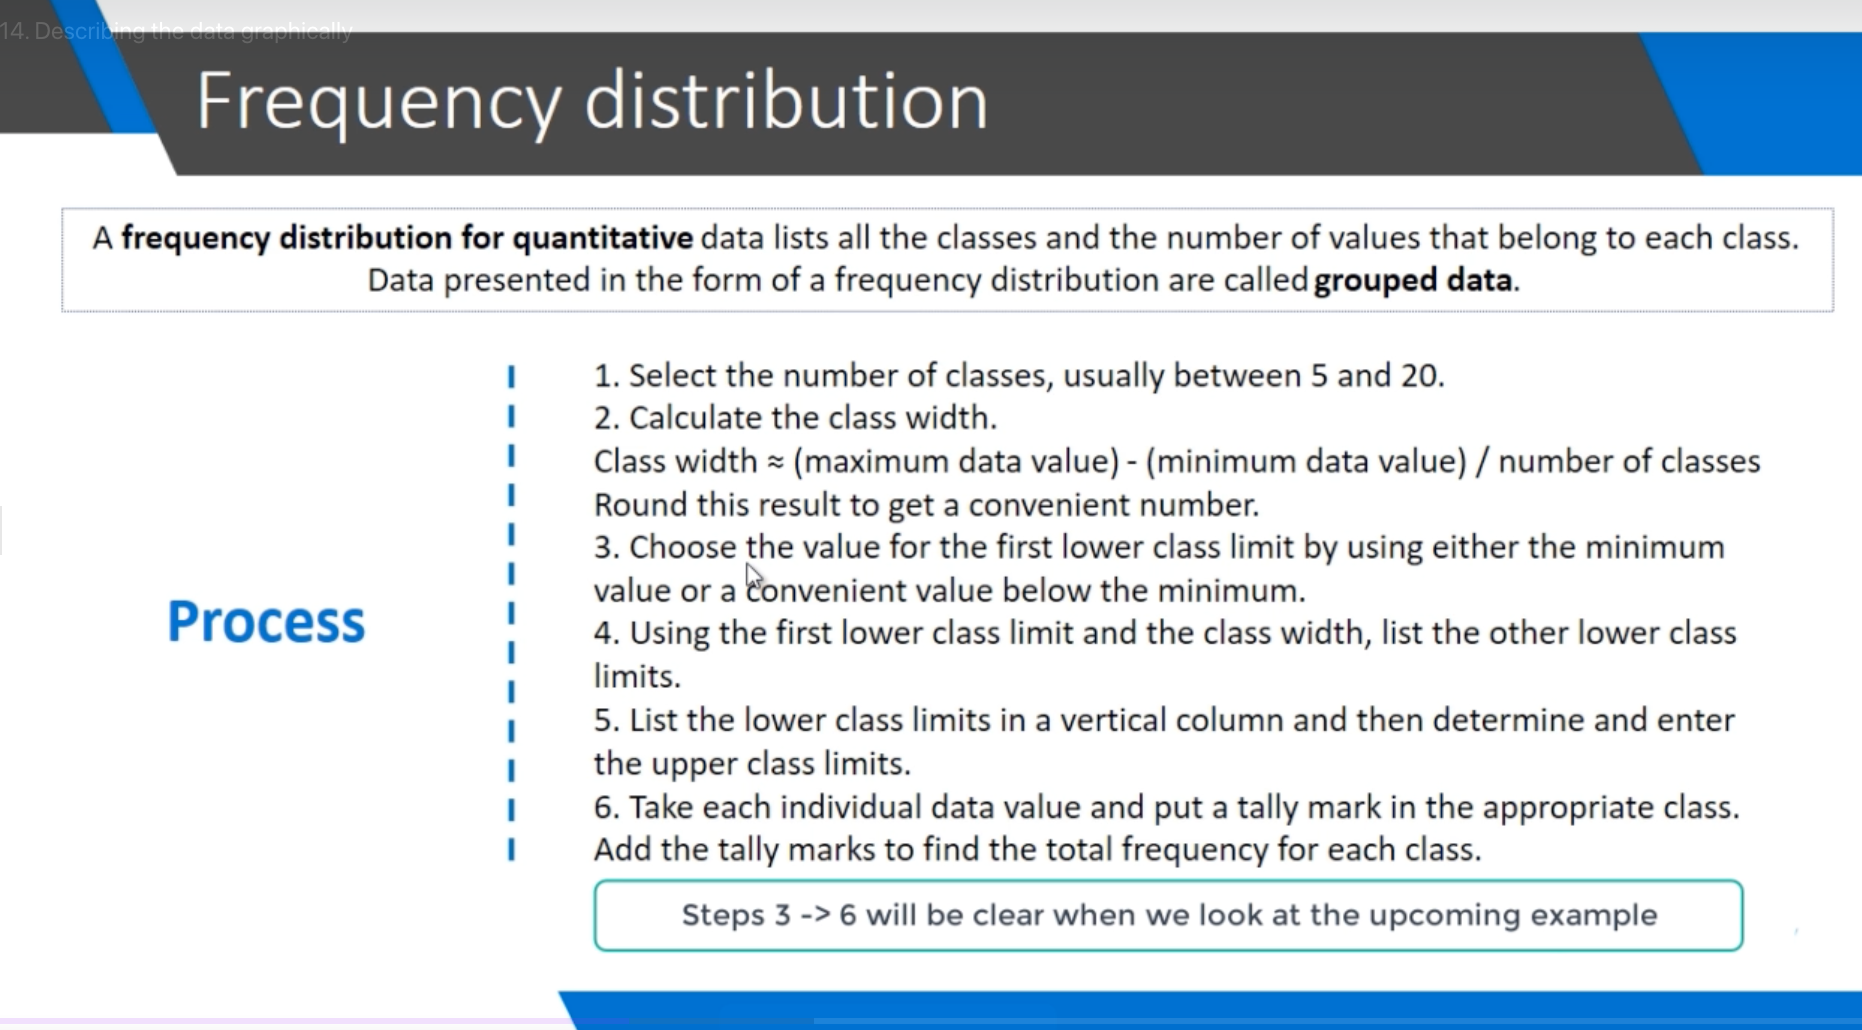 14. Describing the data graphically
Frequency distribution
A frequency distribution for quantitative data lists all the classes and the number of values that belong to each class.
Data presented in the form of a frequency distribution are called grouped data.
Process
1. Select the number of classes, usually between 5 and 20.
2. Calculate the class width.
Class width ≈ (maximum data value) - (minimum data value) / number of classes
Round this result to get a convenient number.
3. Choose the value for the first lower class limit by using either the minimum
value or a convenient value below the minimum.
4. Using the first lower class limit and the class width, list the other lower class
limits.
5. List the lower class limits in a vertical column and then determine and enter
the upper class limits.
6. Take each individual data value and put a tally mark in the appropriate class.
Add the tally marks to find the total frequency for each class.
Steps 3 -> 6 will be clear when we look at the upcoming example